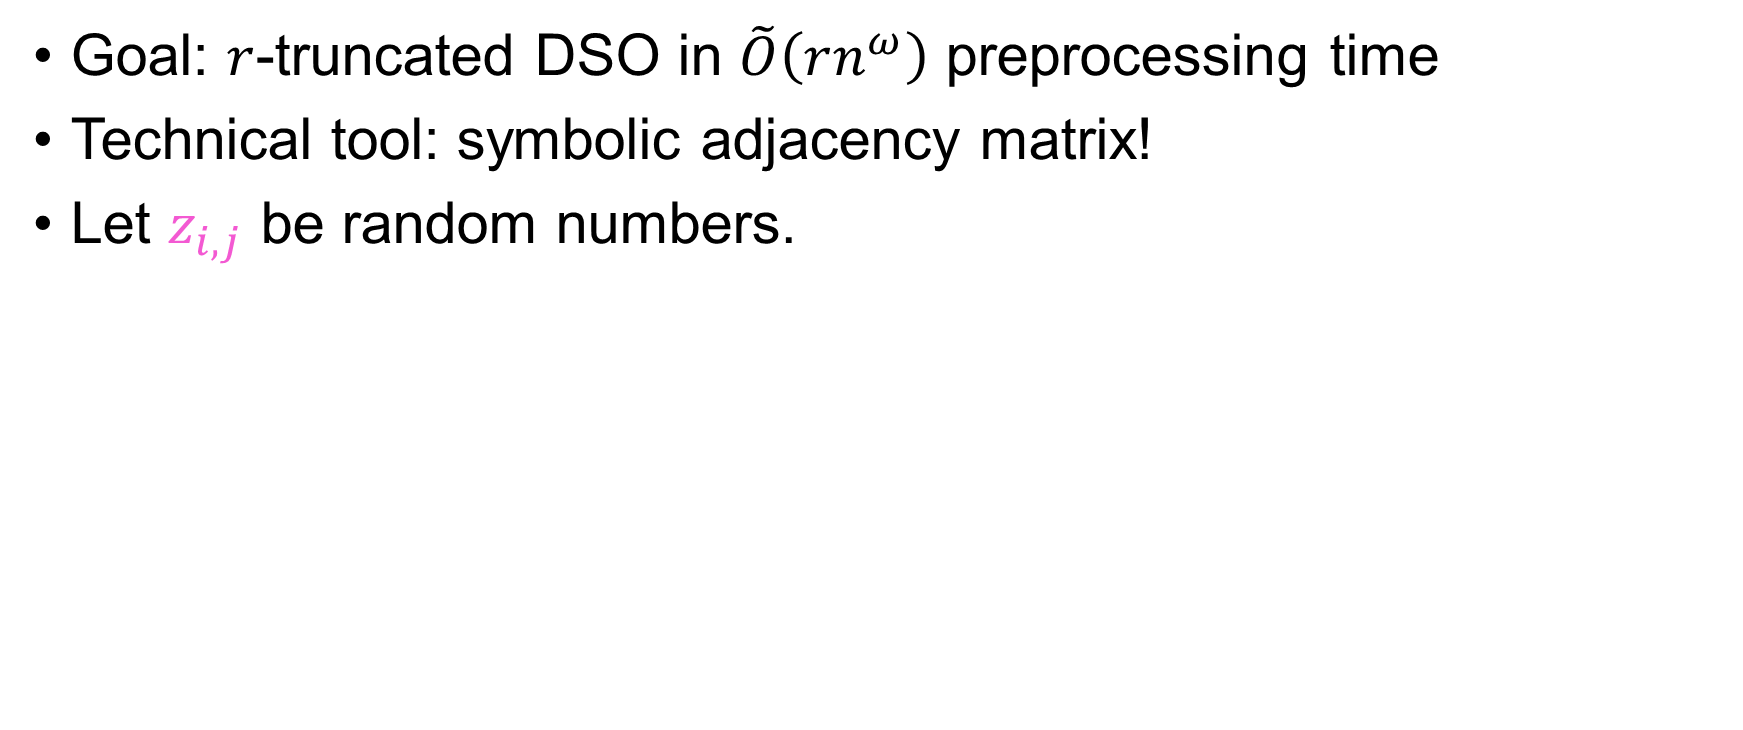 • Goal: r-truncated DSO in Õ(rn^ω) preprocessing time
• Technical tool: symbolic adjacency matrix!
• Let z_{i,j} be random numbers.